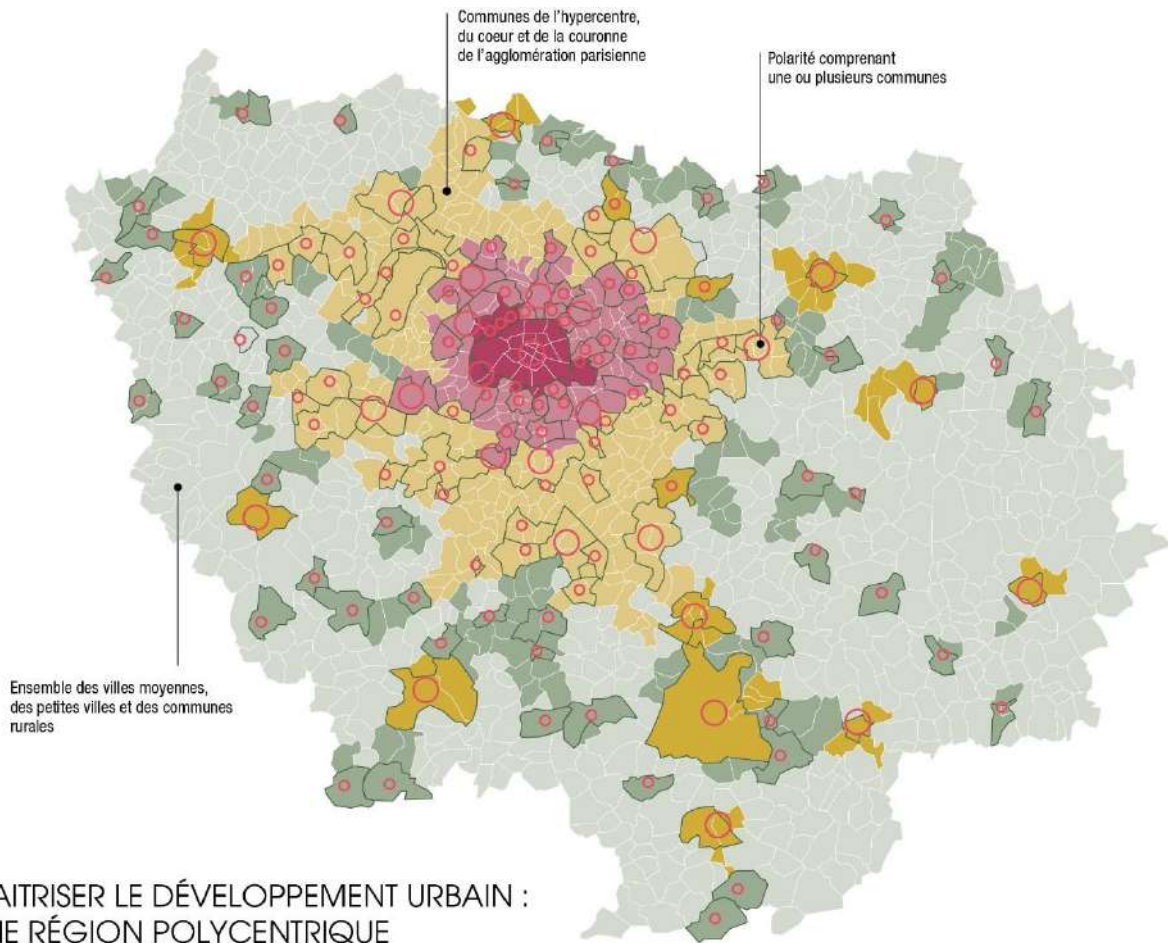 Communes de l'hypercentre,
du coeur et de la couronne
de l'agglomération parisienne
Polarité comprenant
une ou plusieurs communes
Ensemble des villes moyennes,
des petites villes et des communes
rurales
AITRISER LE DÉVELOPPEMENT URBAIN :
NE RÉGION POLYCENTRIQUE